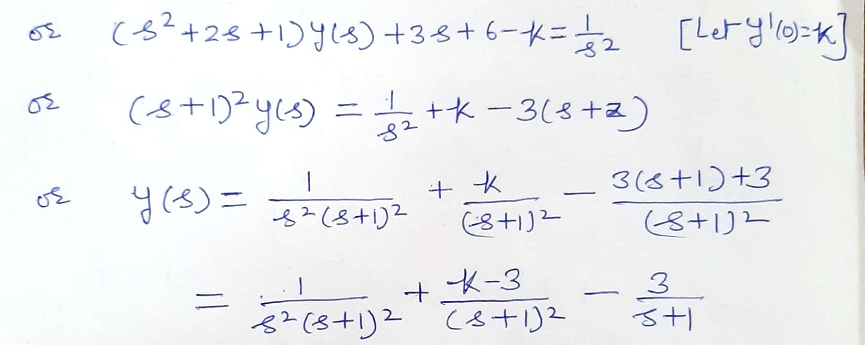 or (s²+2s+1)y(s)+3s+6-k=1/s² [Let y'(0)=k]
or (s+1)²y(s) = 1/s² +k-3(s+2)
or y(s)= 1/(s²(s+1)²) + k/(s+1)² - (3(s+1)+3)/(s+1)²
= 1/(s²(s+1)²) + (k-3)/(s+1)² - 3/(s+1)